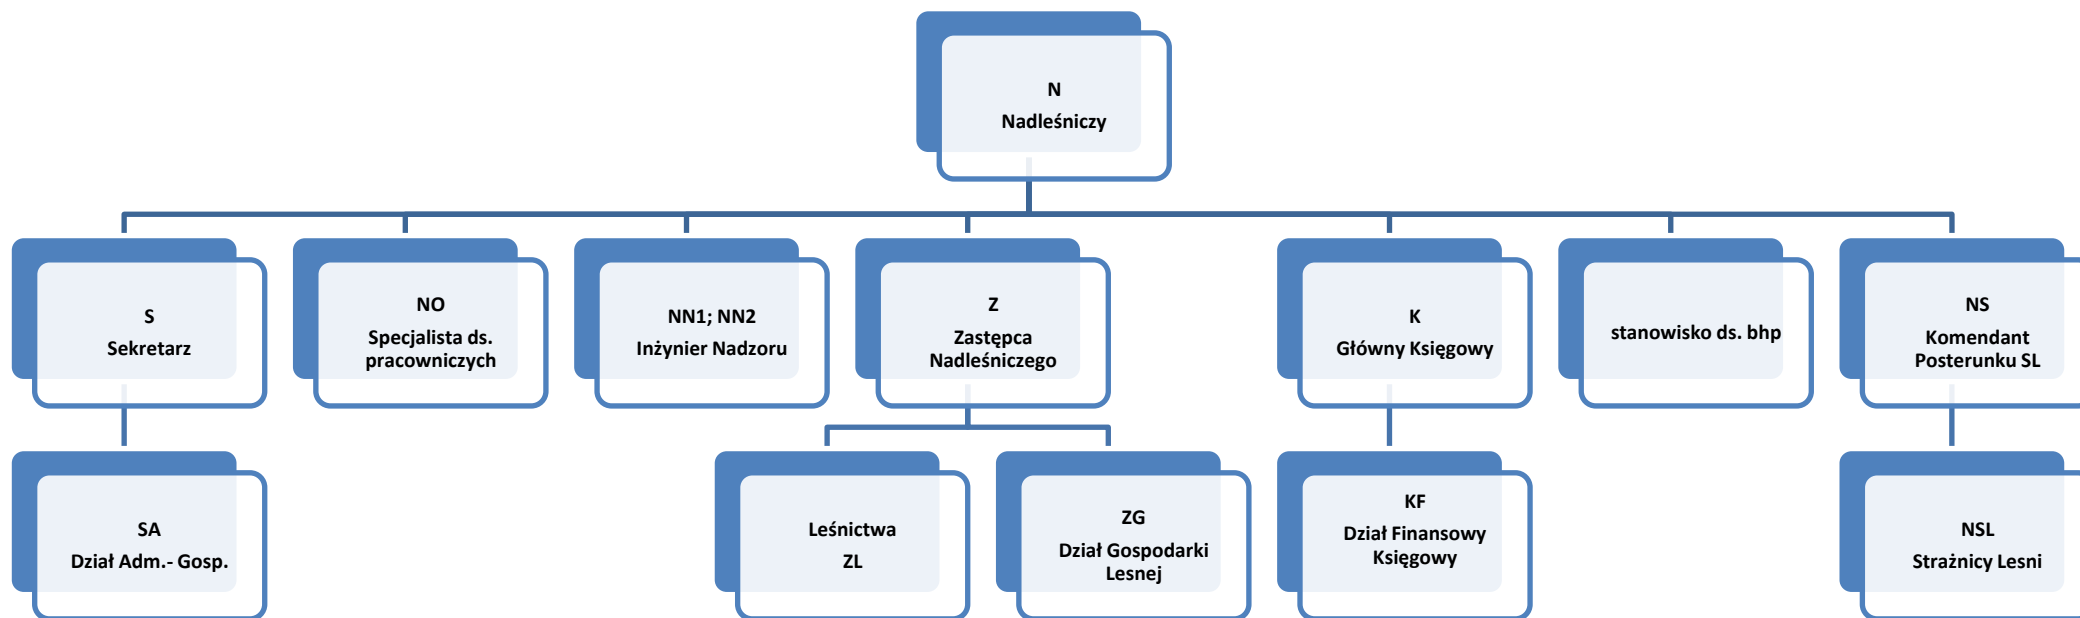 N
Nadleśniczy
S
Sekretarz
NO
Specjalista ds.
pracowniczych
NN1; NN2
Inżynier Nadzoru
Z
Zastępca
Nadleśniczego
K
Główny Księgowy
stanowisko ds. bhp
NS
Komendant
Posterunku SL
SA
Dział Adm.- Gosp.
Leśnictwa
ZL
ZG
Dział Gospodarki
Lesnej
KF
Dział Finansowy
Księgowy
NSL
Strażnicy Lesni